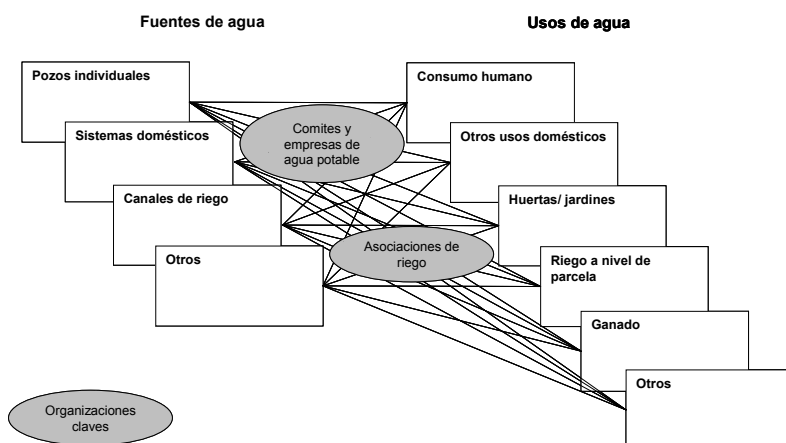 Fuentes de agua
Usos de agua
Pozos individuales
Sistemas domésticos
Canales de riego
Otros
Comites y
empresas de
agua potable
Asociaciones de
riego
Consumo humano
Otros usos domésticos
Huertas/ jardines
Riego a nivel de
parcela
Ganado
Otros
Organizaciones
claves